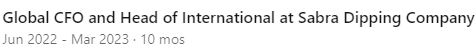 Global CFO and Head of International at Sabra Dipping Company
Jun 2022 - Mar 2023 · 10 mos